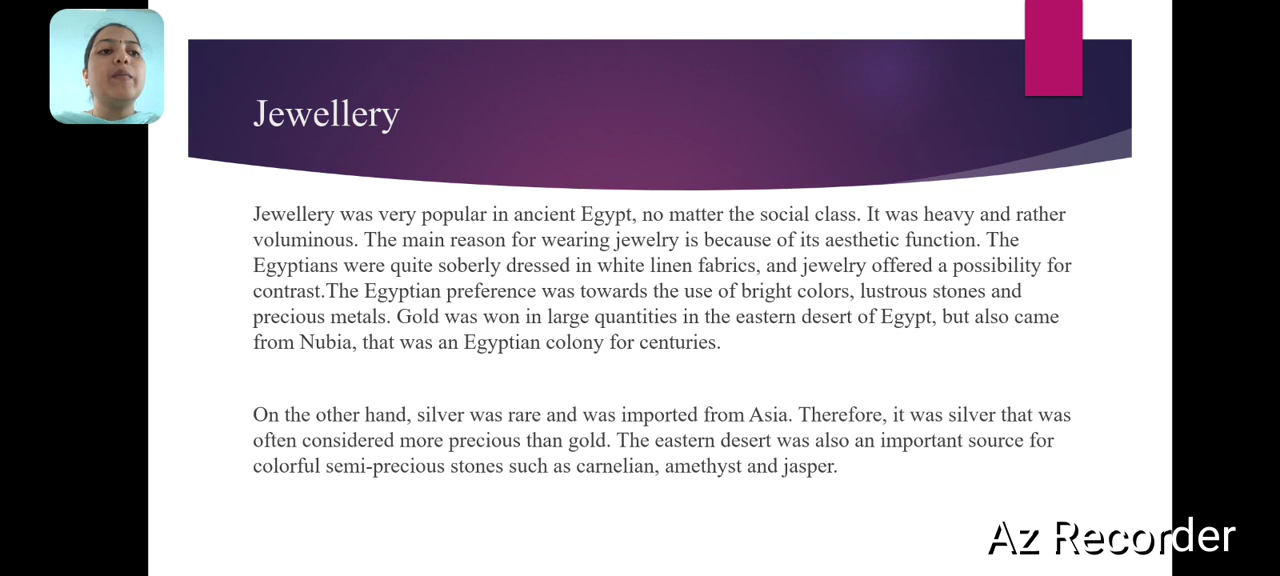 Jewellery
Jewellery was very popular in ancient Egypt, no matter the social class. It was heavy and rather
voluminous. The main reason for wearing jewelry is because of its aesthetic function. The
Egyptians were quite soberly dressed in white linen fabrics, and jewelry offered a possibility for
contrast.The Egyptian preference was towards the use of bright colors, lustrous stones and
precious metals. Gold was won in large quantities in the eastern desert of Egypt, but also came
from Nubia, that was an Egyptian colony for centuries.
On the other hand, silver was rare and was imported from Asia. Therefore, it was silver that was
often considered more precious than gold. The eastern desert was also an important source for
colorful semi-precious stones such as carnelian, amethyst and jasper.
Az Recorder